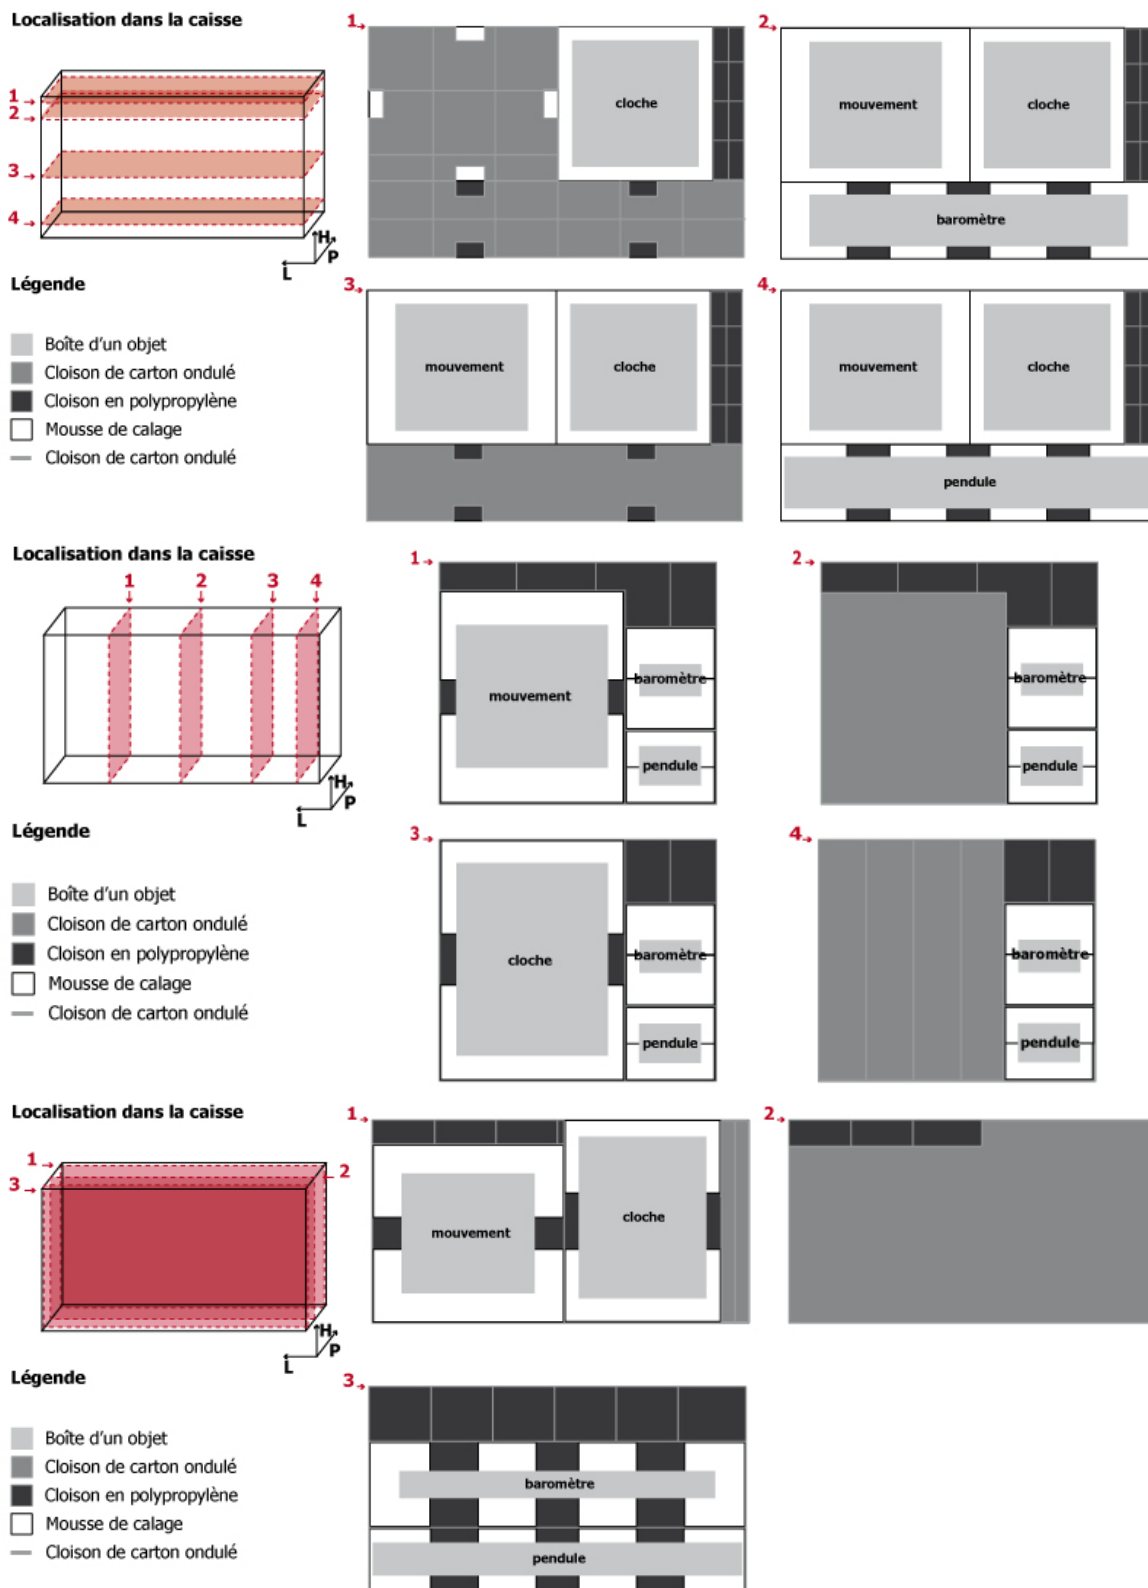 Localisation dans la caisse
1
2
3
4
H
P
L
Légende
Boîte d'un objet
Cloison de carton ondulé
Cloison en polypropylène
Mousse de calage
Cloison de carton ondulé
1
cloche
2
mouvement
cloche
baromètre
3
mouvement
cloche
4
mouvement
cloche
pendule
Localisation dans la caisse
1 2 3 4
H
P
L
Légende
Boîte d'un objet
Cloison de carton ondulé
Cloison en polypropylène
Mousse de calage
Cloison de carton ondulé
1
mouvement
baromètre
pendule
2
baromètre
pendule
3
cloche
baromètre
pendule
4
baromètre
pendule
Localisation dans la caisse
1
2
3
H
P
L
Légende
Boîte d'un objet
Cloison de carton ondulé
Cloison en polypropylène
Mousse de calage
Cloison de carton ondulé
1
mouvement
cloche
2
3
baromètre
pendule